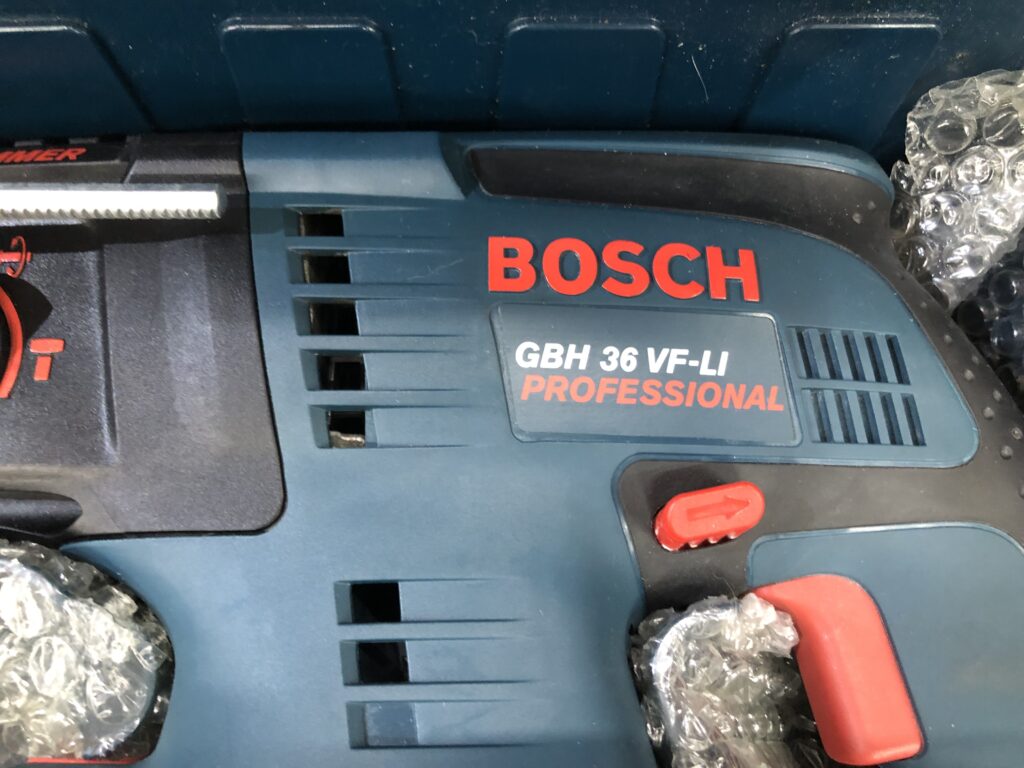 BOSCH
GBH 36 VF-LI
PROFESSIONAL